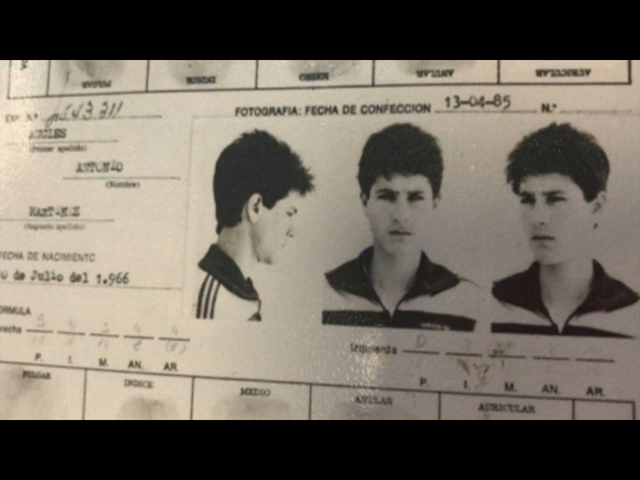 PULGAR INDICE MEDIO ANULAR AURICULAR
EXP. N.º
FOTOGRAFIA: FECHA DE CONFECCION 13-04-85 N.º
ANGLES
(Primer apellido)
ANTONIO
(Nombre)
MARTINEZ
(Segundo apellido)
FECHA DE NACIMIENTO
de Julio del 1.966
Izquierda
P. I. M. AN. AR.
P. I. M. AN. AR.
PULGAR INDICE MEDIO ANULAR AURICULAR